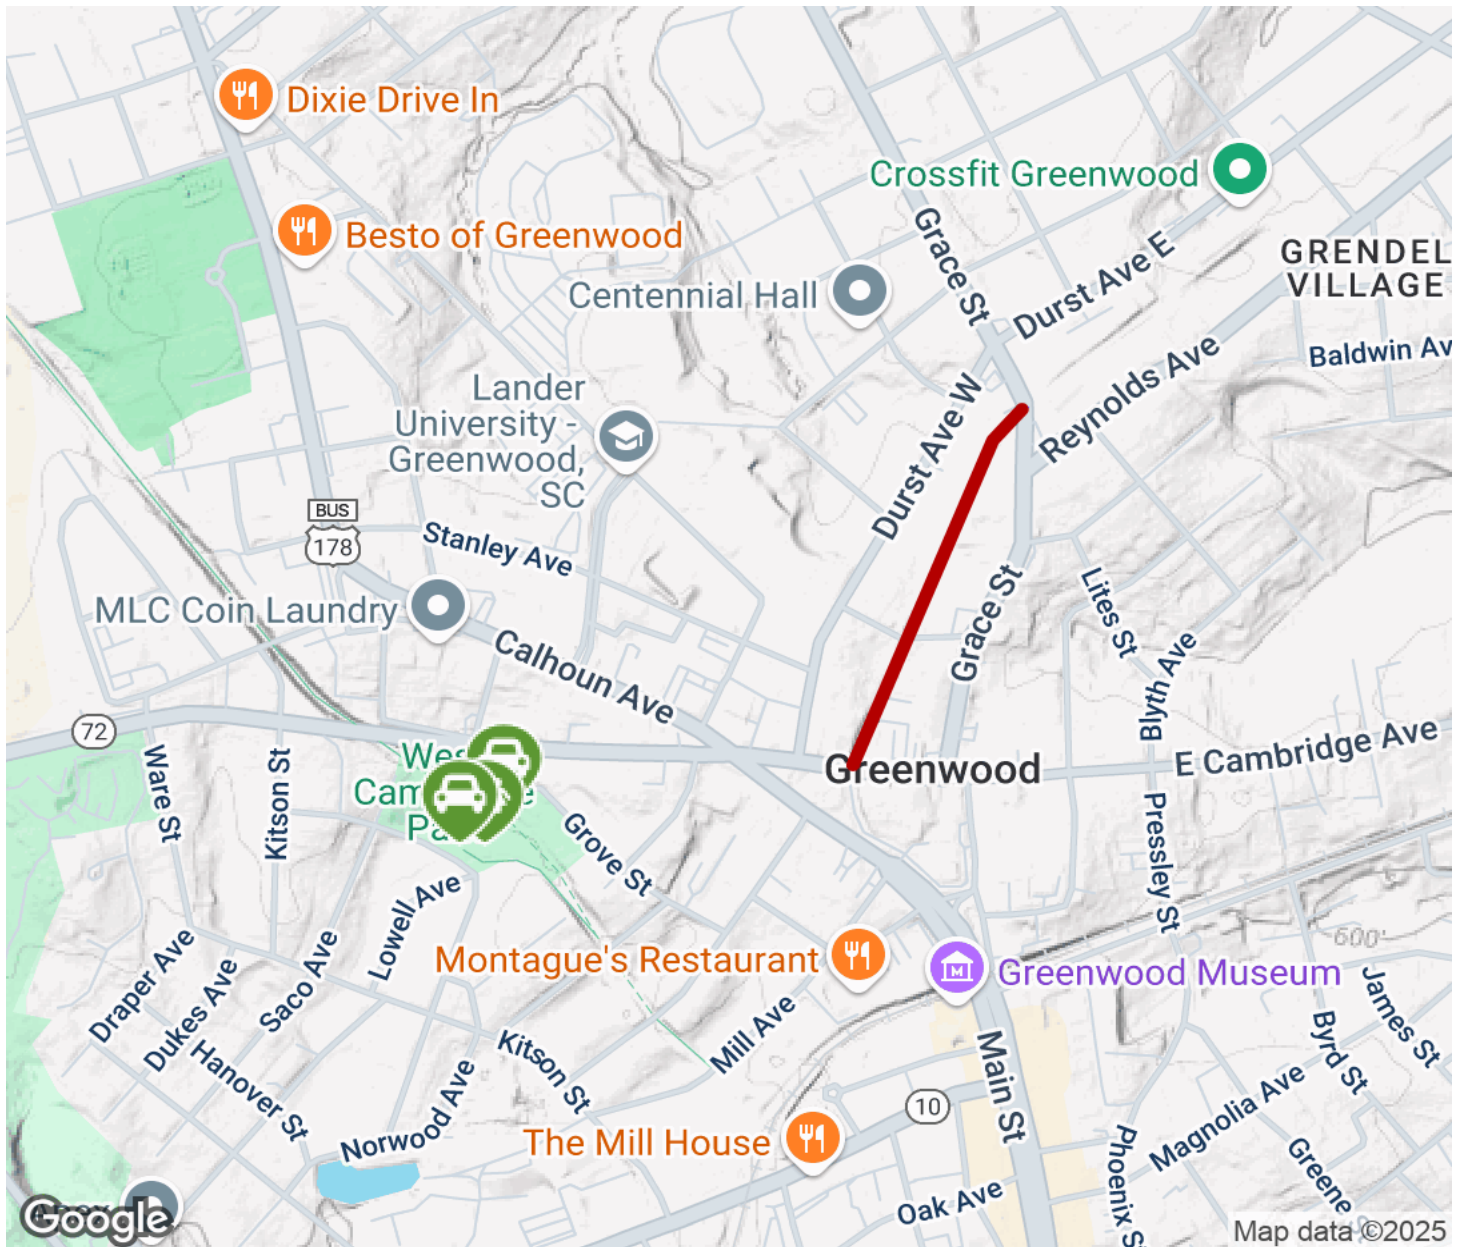 Dixie Drive In
Crossfit Greenwood
Besto of Greenwood
Grace St
Durst Ave E
GRENDEL
VILLAGE
Centennial Hall
Reynolds Ave
Baldwin Av
Lander
University -
Greenwood,
SC
Durst Ave W
BUS
178
Stanley Ave
MLC Coin Laundry
Calhoun Ave
Grace St
Lites St
Blyth Ave
72
Ware St
Kitson St
Greenwood
E Cambridge Ave
Grove St
Pressley St
Lowell Ave
Draper Ave
Dukes Ave
Saco Ave
Montague's Restaurant
Greenwood Museum
600'
James St
Byrd St
Hanover St
Norwood Ave
Kitson St
Mill Ave
Main St
10
The Mill House
Magnolia Ave
Phoenix S
Greene
Oak Ave
Google
Map data ©2025